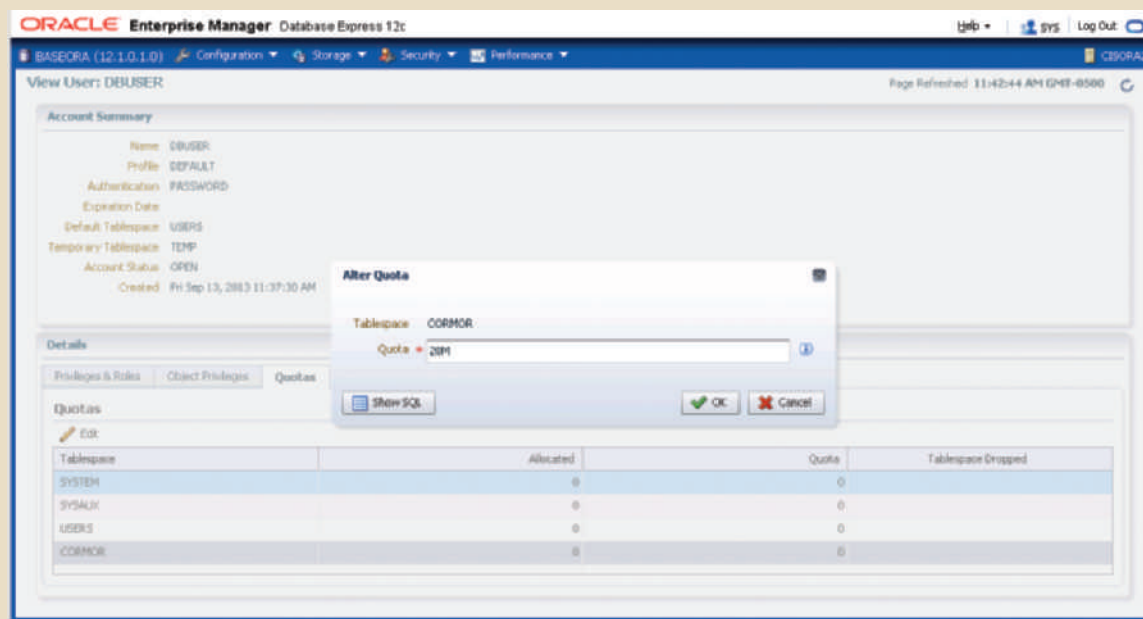 ORACLE Enterprise Manager Database Express 12c Help SYS Log Out
BASEORA (12.1.0.1.0) Configuration Storage Security Performance CISORA2
View User: DBUSER Page Refreshed 11:42:44 AM GMT-0500
Account Summary
Name DBUSER
Profile DEFAULT
Authentication PASSWORD
Expiration Date
Default Tablespace USERS
Temporary Tablespace TEMP
Account Status OPEN
Created Fri Sep 13, 2013 11:37:30 AM
Alter Quota
Tablespace CORMOR
Quota * 20M
Show SQL OK Cancel
Details
Privileges & Roles Object Privileges Quotas
Quotas
Edit
Tablespace Allocated Quota Tablespace Dropped
SYSTEM 0 0
SYSAUX 0 0
USERS 0 0
CORMOR 0 0